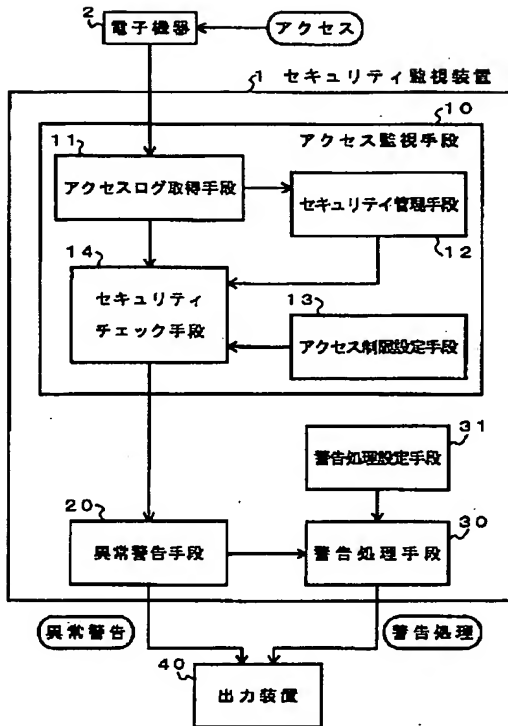 2
電子機器
アクセス
1 セキュリティ監視装置
10
アクセス監視手段
11
アクセスログ取得手段
セキュリテイ管理手段
12
14
セキュリティ
チェック手段
13
アクセス制限設定手段
31
警告処理設定手段
20
異常警告手段
30
警告処理手段
異常警告
警告処理
40
出力装置